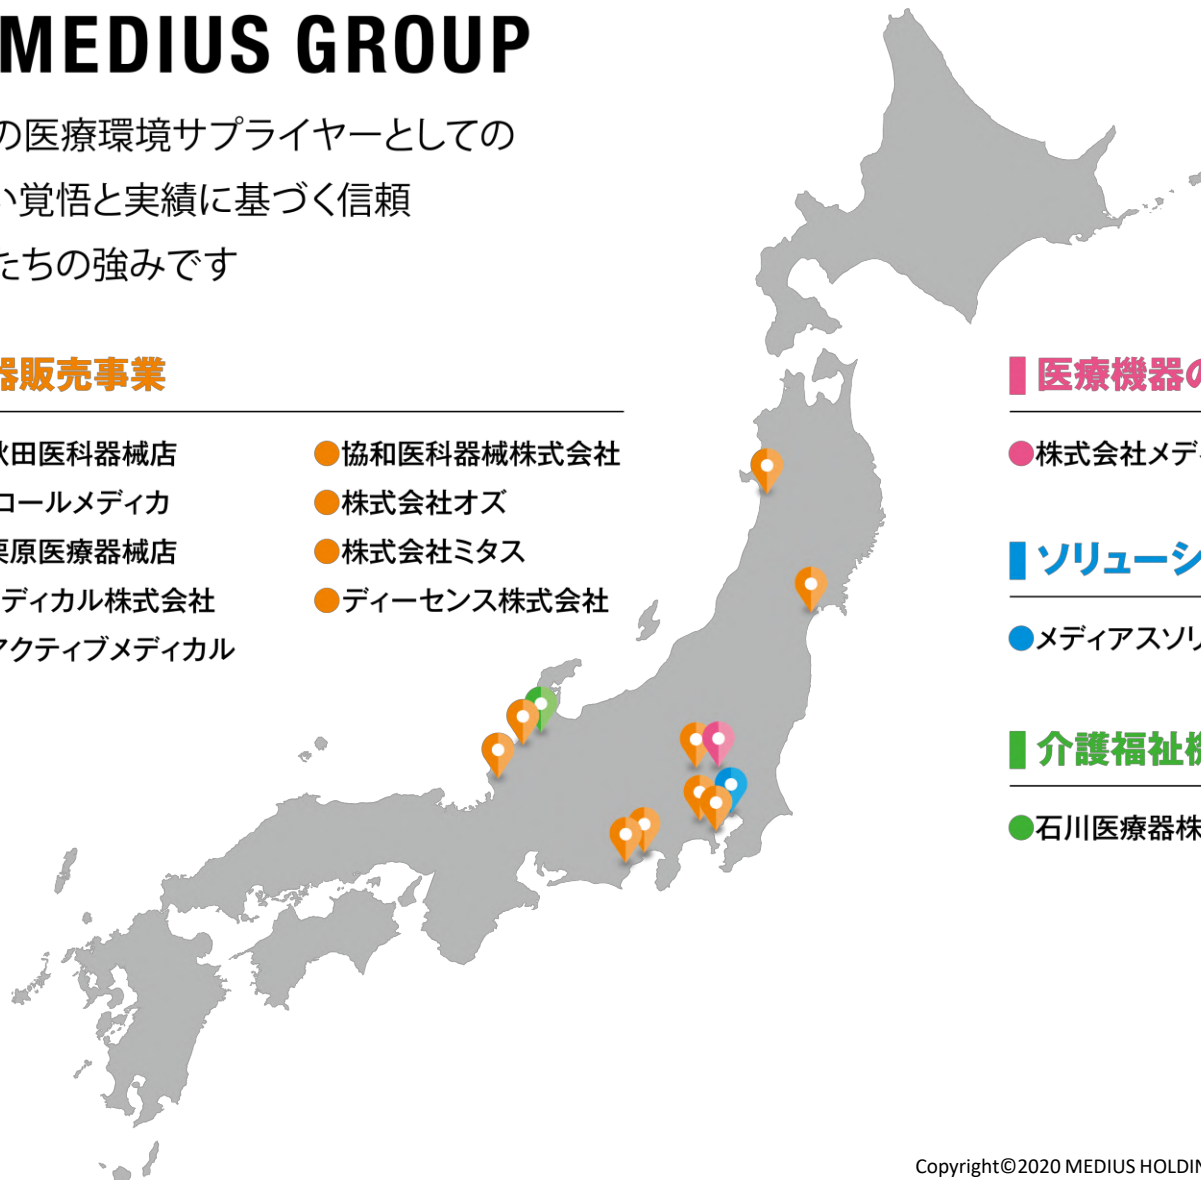 MEDIUS GROUP
の医療環境サプライヤーとしての
い覚悟と実績に基づく信頼
たちの強みです
器販売事業
秋田医科器械店
コールメディカ
栗原医療器械店
ディカル株式会社
アクティブメディカル
●協和医科器械株式会社
●株式会社オズ
●株式会社ミタス
●ディーセンス株式会社
医療機器の
●株式会社メディ
ソリューシ
●メディアスソリ
介護福祉機
●石川医療器株
Copyright©2020 MEDIUS HOLDIN